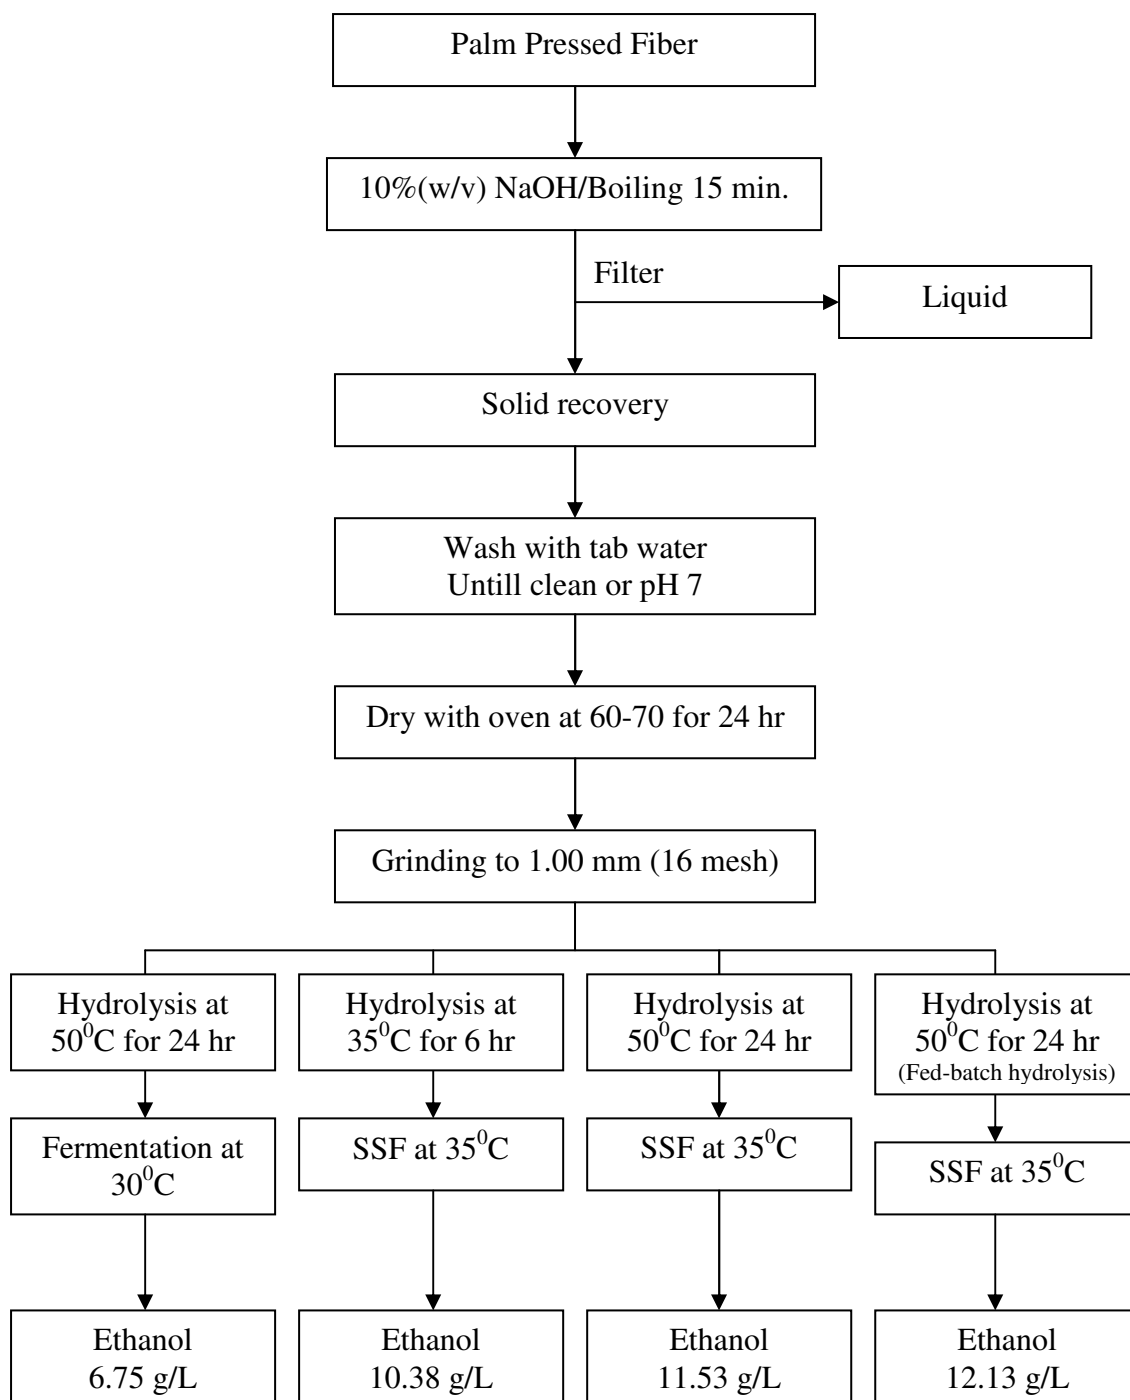 Palm Pressed Fiber
10%(w/v) NaOH/Boiling 15 min.
Filter
Liquid
Solid recovery
Wash with tab water
Untill clean or pH 7
Dry with oven at 60-70 for 24 hr
Grinding to 1.00 mm (16 mesh)
Hydrolysis at
50⁰C for 24 hr
Hydrolysis at
35⁰C for 6 hr
Hydrolysis at
50⁰C for 24 hr
Hydrolysis at
50⁰C for 24 hr
(Fed-batch hydrolysis)
Fermentation at
30⁰C
SSF at 35⁰C
SSF at 35⁰C
SSF at 35⁰C
Ethanol
6.75 g/L
Ethanol
10.38 g/L
Ethanol
11.53 g/L
Ethanol
12.13 g/L